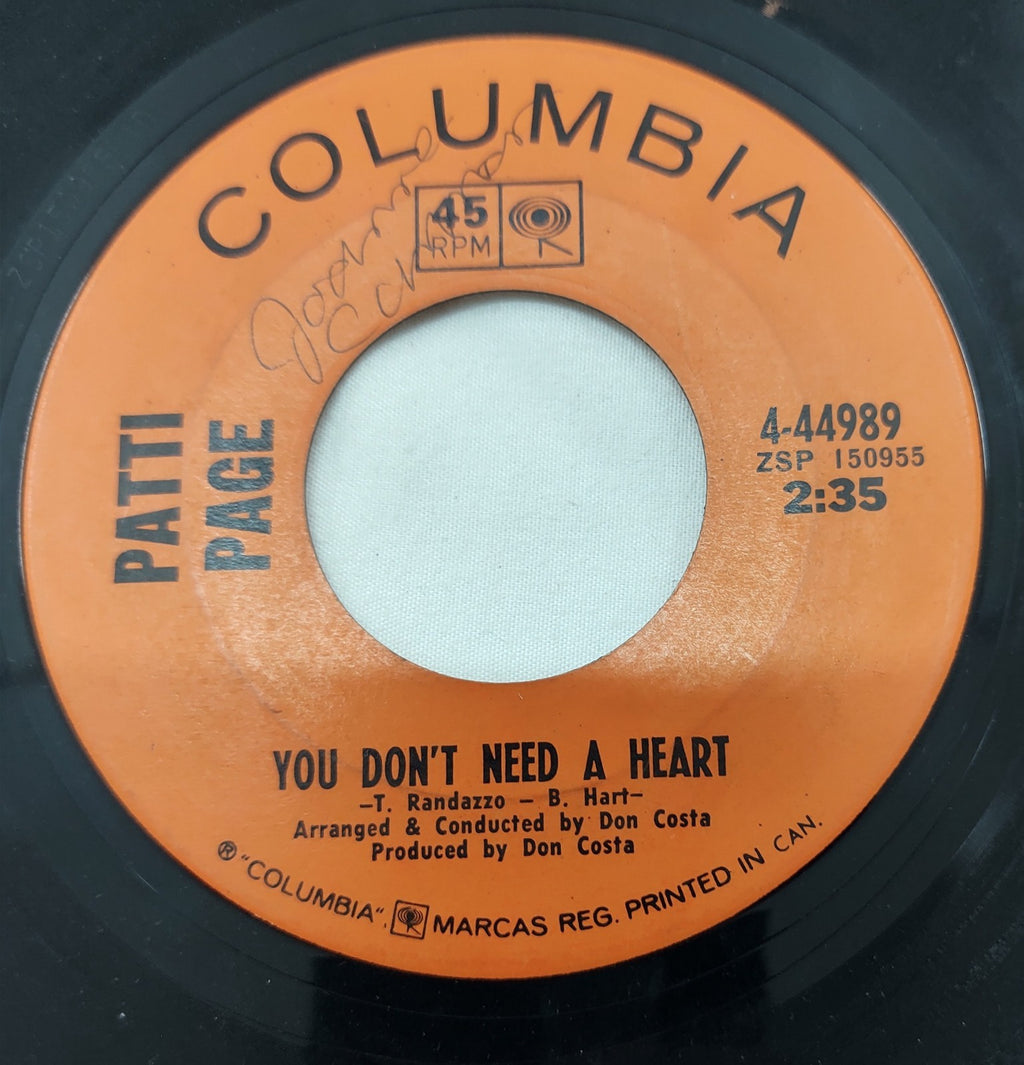 COLUMBIA
45
RPM
PATTI
PAGE
4-44989
ZSP 150955
2:35
YOU DON'T NEED A HEART
–T. Randazzo – B. Hart–
Arranged & Conducted by Don Costa
Produced by Don Costa
® "COLUMBIA", MARCAS REG. PRINTED IN CAN.